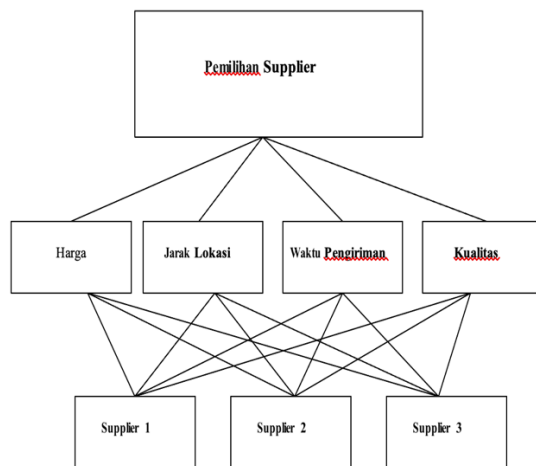 Pemilihan Supplier
Harga
Jarak Lokasi
Waktu Pengiriman
Kualitas
Supplier 1
Supplier 2
Supplier 3